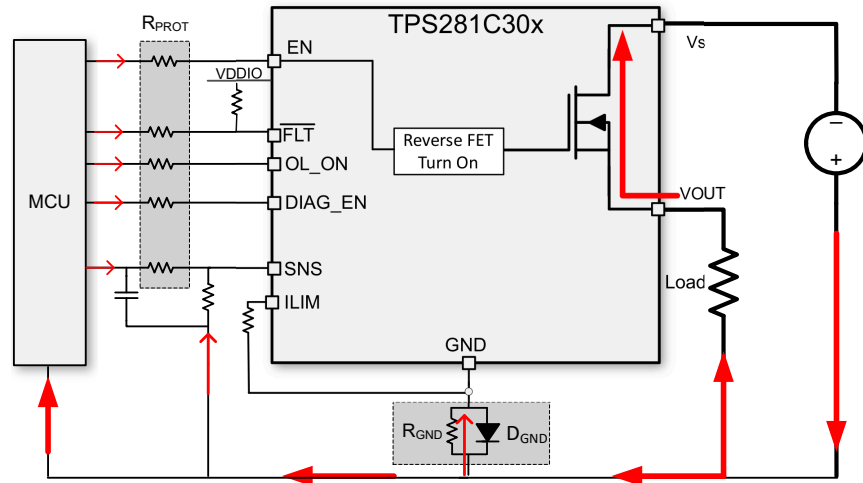 TPS281C30x
RPROT
EN
Vs
VDDIO
FLT
Reverse FET
Turn On
OL_ON
MCU
DIAG_EN
VOUT
SNS
Load
ILIM
GND
RGND
DGND
−
+